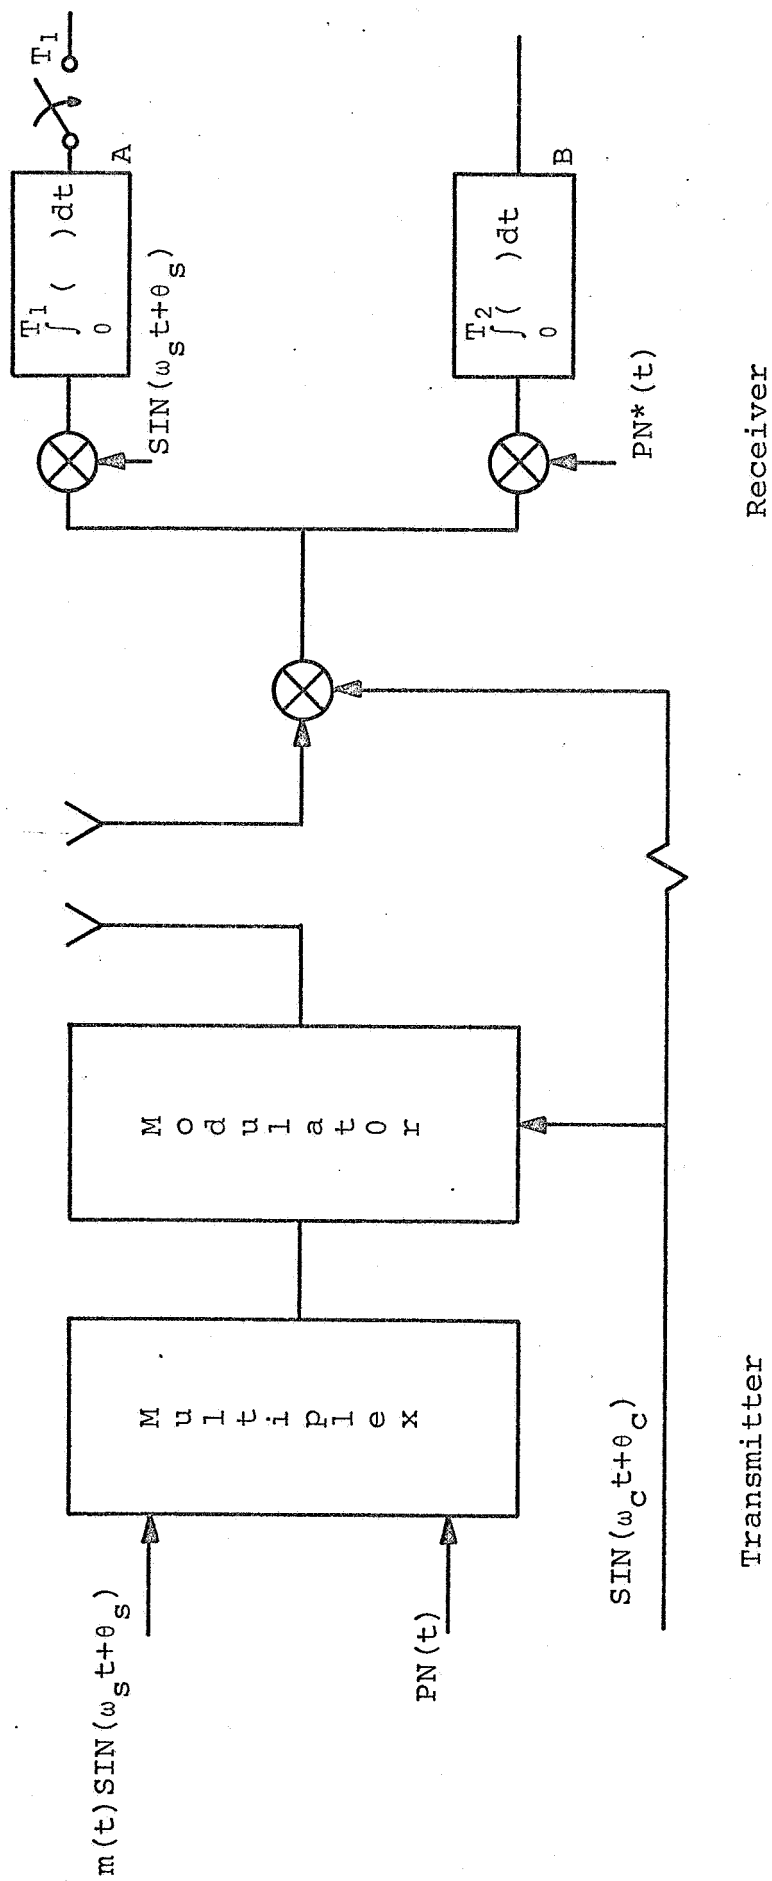 m(t)SIN(ωst+θs)
PN(t)
Multiplex
Modulator
SIN(ωct+θc)
SIN(ωst+θs)
T1
∫ ( )dt
0
A
T1
PN*(t)
T2
∫ ( )dt
0
B
Transmitter
Receiver